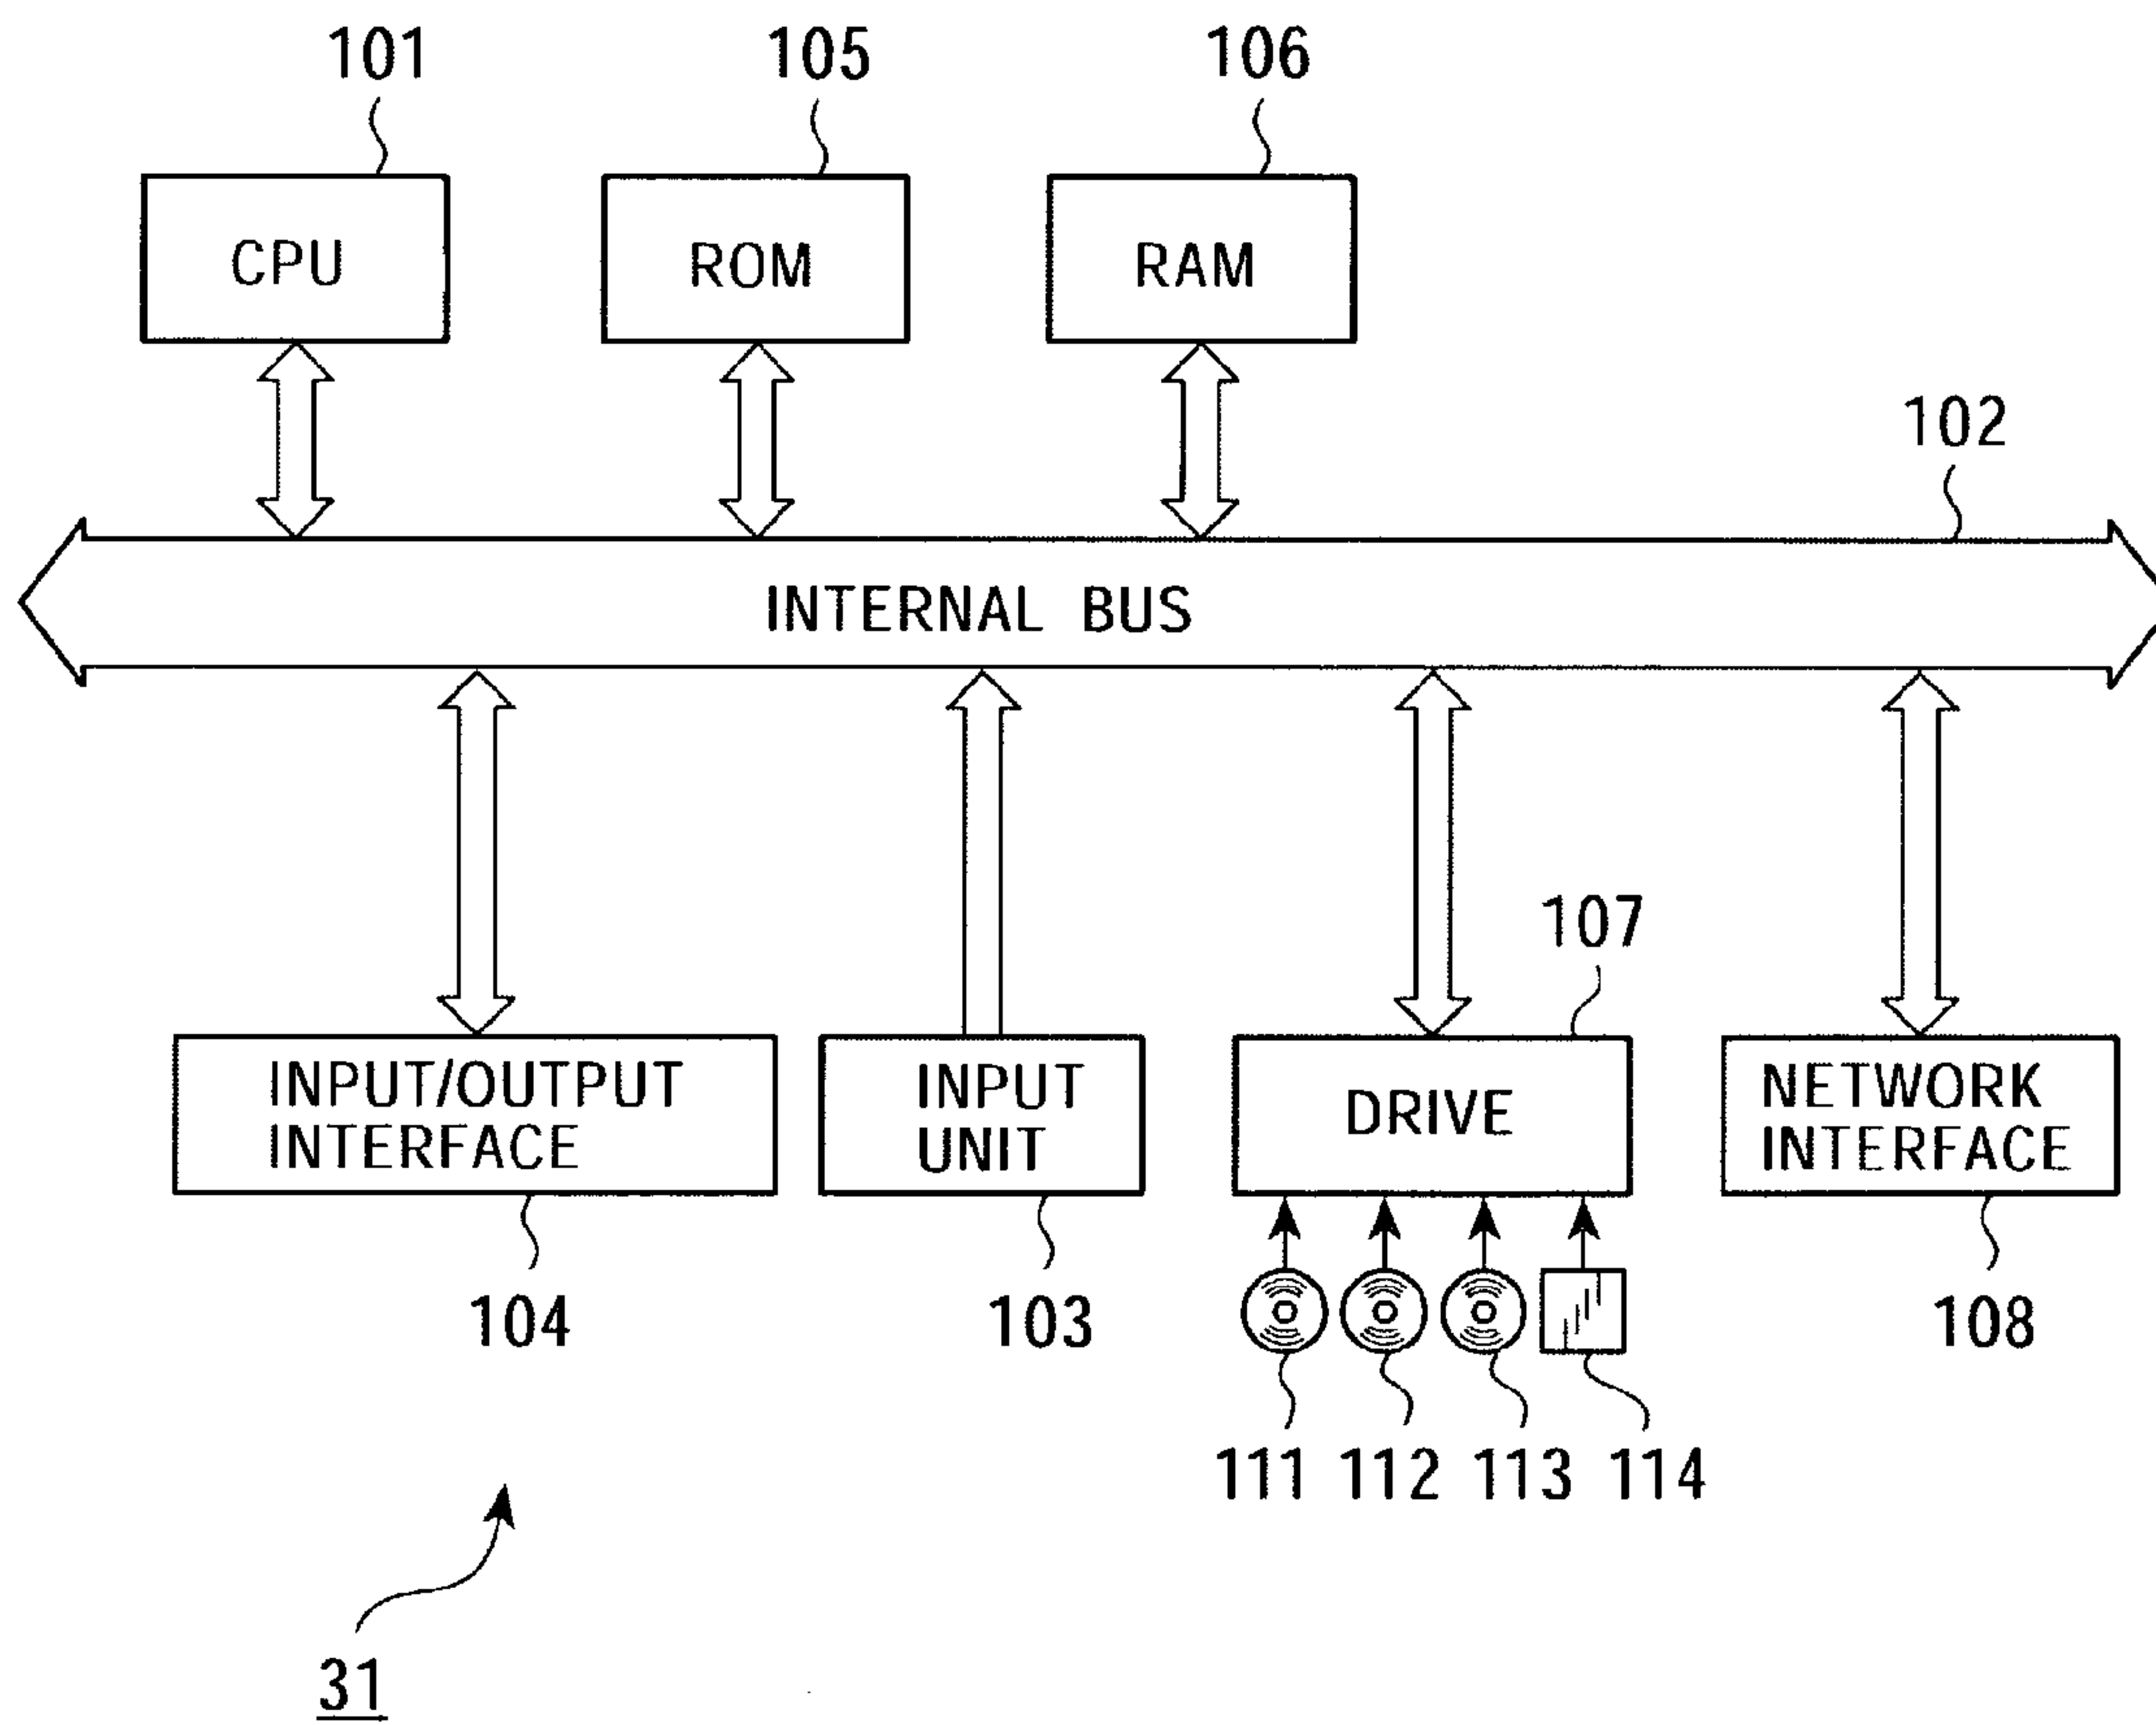 101
105
106
CPU
ROM
RAM
102
INTERNAL BUS
107
INPUT/OUTPUT
INTERFACE
INPUT
UNIT
DRIVE
NETWORK
INTERFACE
104
103
108
111
112
113
114
31